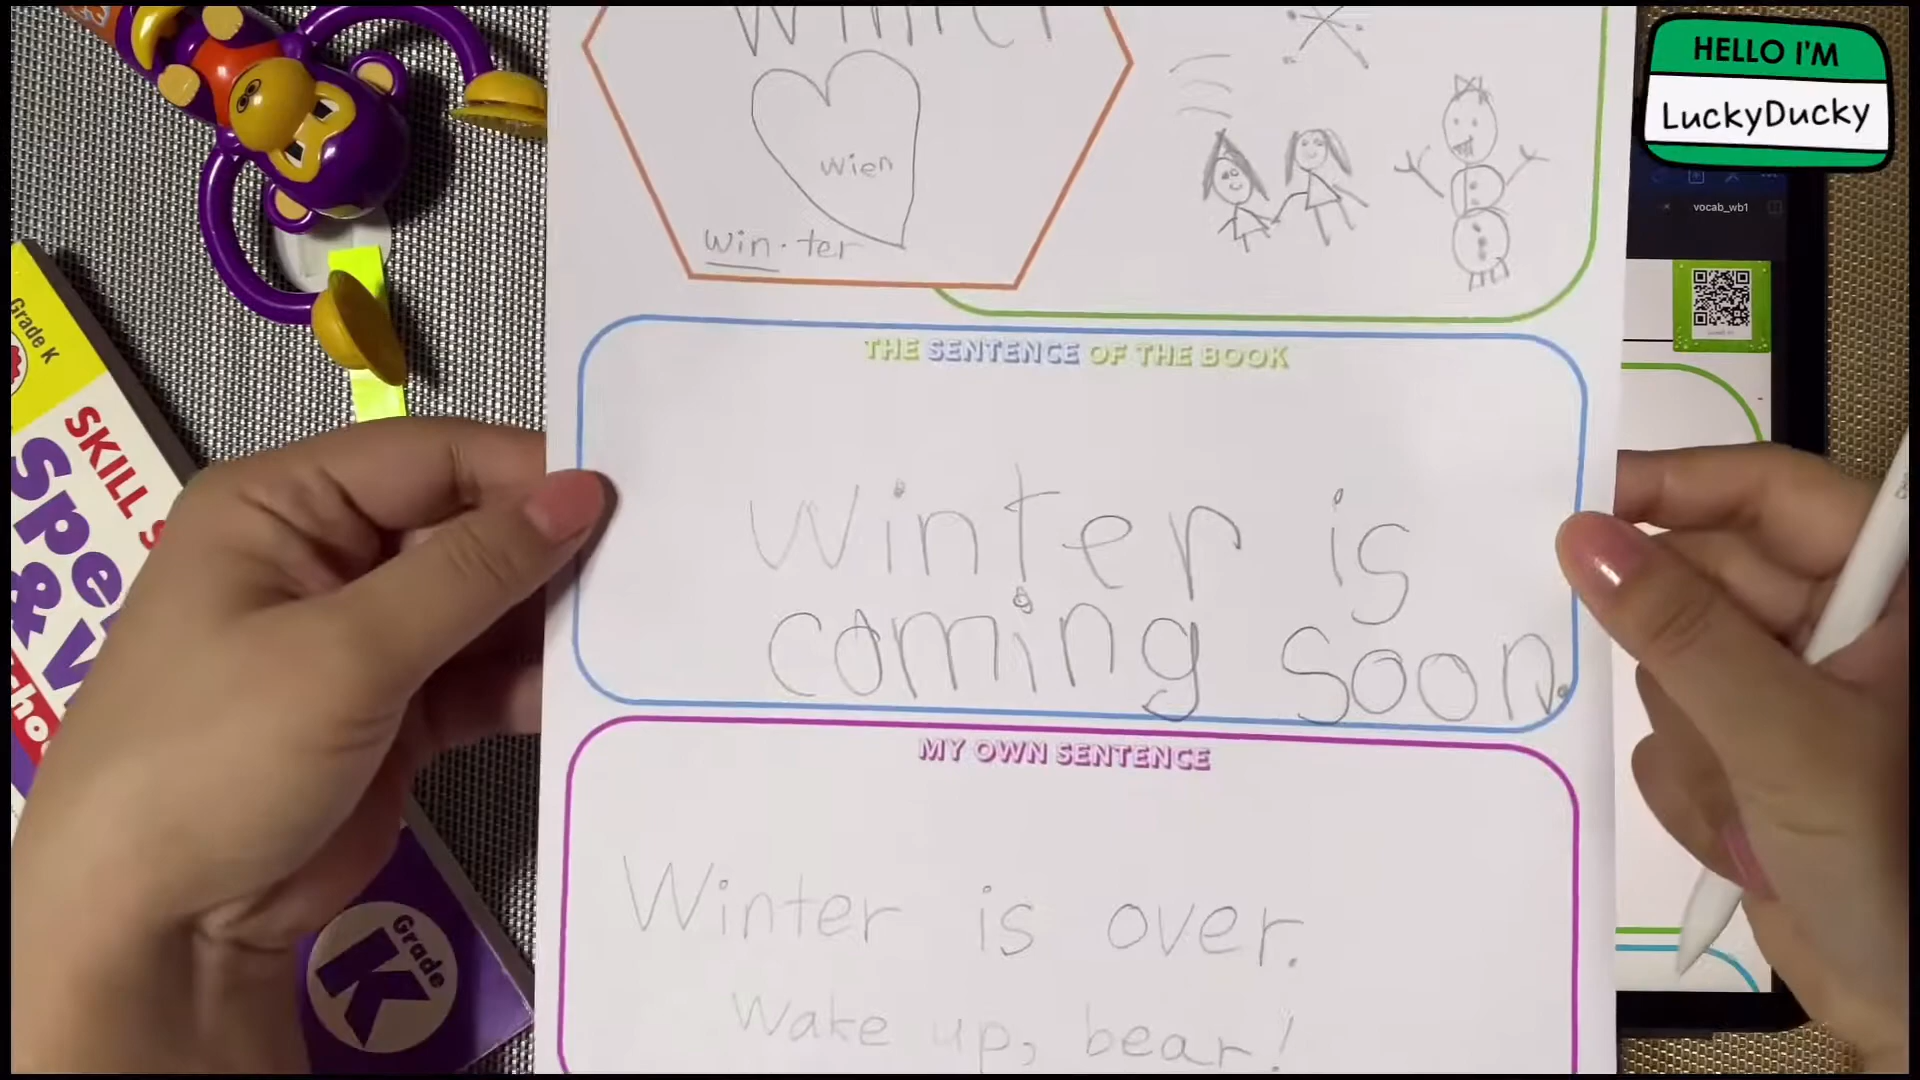 HELLO I'M
LuckyDucky
winter
wien
win·ter
vocab_wb1
Grade K
SKILL
Spe
& W
THE SENTENCE OF THE BOOK
Winter is
coming soon.
MY OWN SENTENCE
Winter is over.
Wake up, bear!
Grade
K